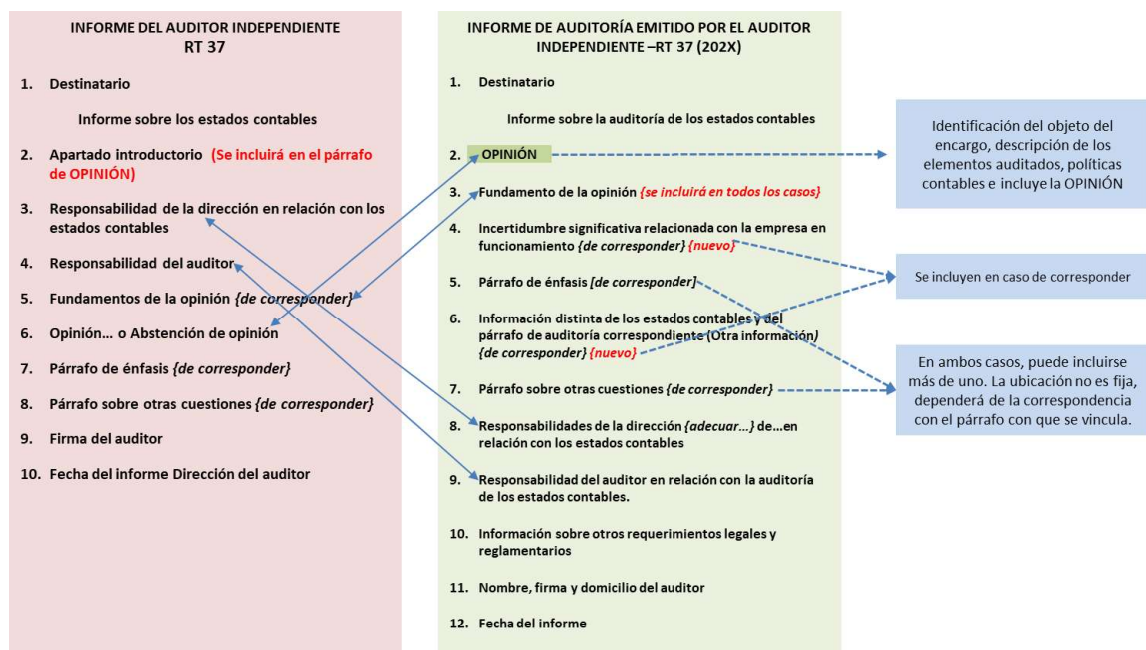 INFORME DEL AUDITOR INDEPENDIENTE
RT 37
1. Destinatario
Informe sobre los estados contables
2. Apartado introductorio (Se incluirá en el párrafo
de OPINIÓN)
3. Responsabilidad de la dirección en relación con los
estados contables
4. Responsabilidad del auditor
5. Fundamentos de la opinión {de corresponder}
6. Opinión... o Abstención de opinión
7. Párrafo de énfasis {de corresponder}
8. Párrafo sobre otras cuestiones {de corresponder}
9. Firma del auditor
10. Fecha del informe Dirección del auditor
INFORME DE AUDITORÍA EMITIDO POR EL AUDITOR
INDEPENDIENTE –RT 37 (202X)
1. Destinatario
Informe sobre la auditoría de los estados contables
2. OPINIÓN
3. Fundamento de la opinión {se incluirá en todos los casos}
4. Incertidumbre significativa relacionada con la empresa en
funcionamiento {de corresponder} {nuevo}
5. Párrafo de énfasis [de corresponder]
6. Información distinta de los estados contables y del
párrafo de auditoría correspondiente (Otra información)
{de corresponder} {nuevo}
7. Párrafo sobre otras cuestiones {de corresponder}
8. Responsabilidades de la dirección {adecuar...} de...en
relación con los estados contables
9. Responsabilidad del auditor en relación con la auditoría
de los estados contables.
10. Información sobre otros requerimientos legales y
reglamentarios
11. Nombre, firma y domicilio del auditor
12. Fecha del informe
Identificación del objeto del
encargo, descripción de los
elementos auditados, políticas
contables e incluye la OPINIÓN
Se incluyen en caso de corresponder
En ambos casos, puede incluirse
más de uno. La ubicación no es fija,
dependerá de la correspondencia
con el párrafo con que se vincula.